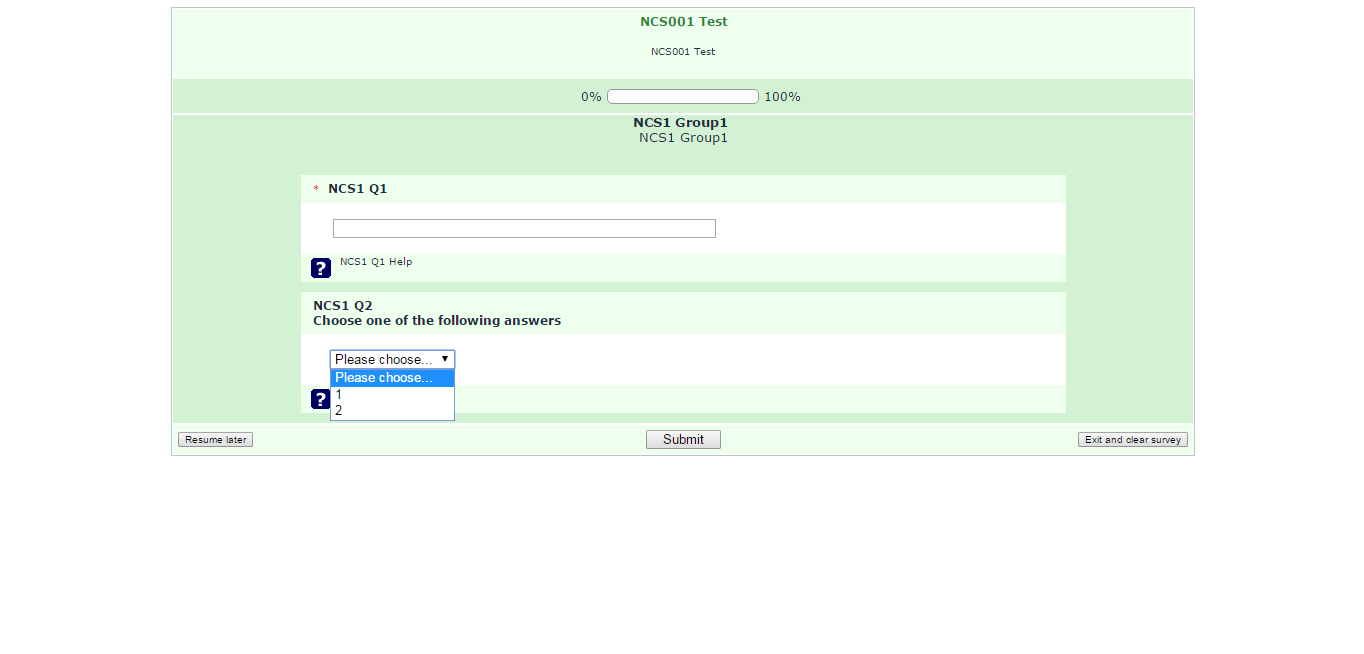 NCS001 Test
NCS001 Test
0% 100%
NCS1 Group1
NCS1 Group1
* NCS1 Q1
? NCS1 Q1 Help
NCS1 Q2
Choose one of the following answers
Please choose... ▼
Please choose...
1
?
2
Resume later Submit Exit and clear survey